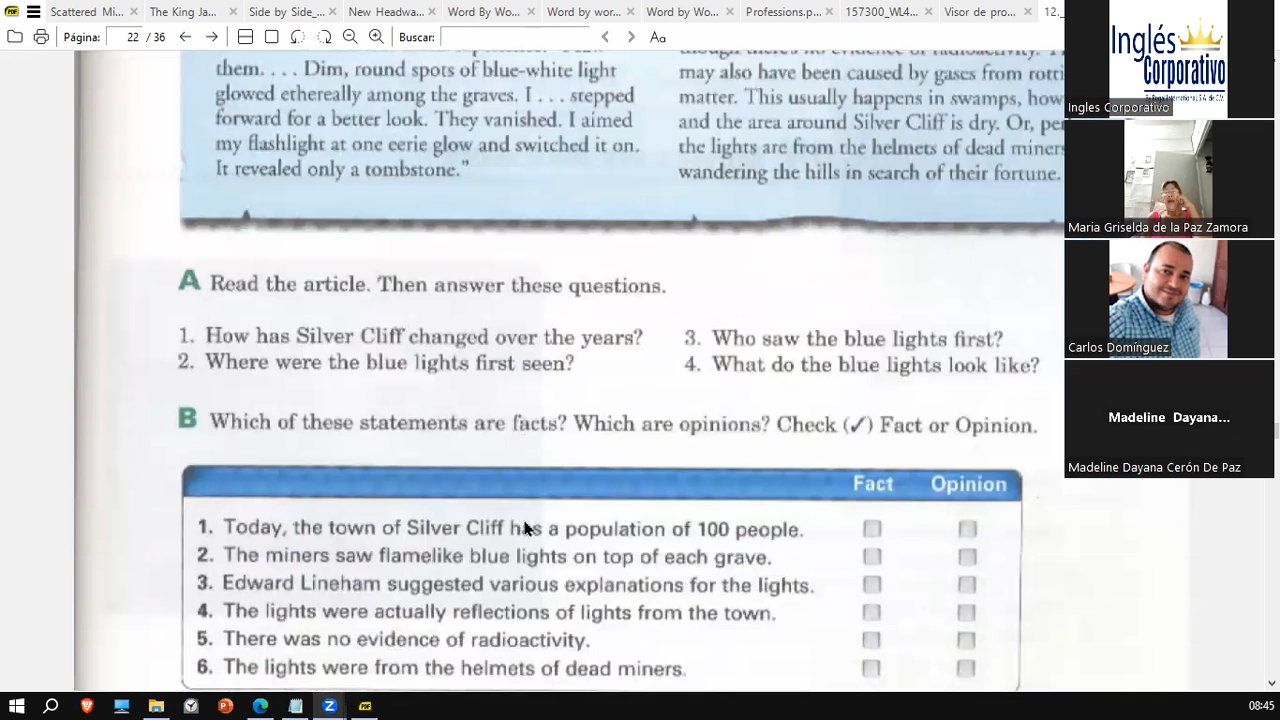 Scattered Mi...
The King Ja...
Side by Side_...
New Headwa...
Word By Wo...
Word by wor...
Word by Wo...
Professions.p...
157300_WL4...
Visor de pro...
12._
Página:
22 / 36
Buscar:
Aa
them. . . . Dim, round spots of blue-white light
glowed ethereally among the graves. I . . . stepped
forward for a better look. They vanished. I aimed
my flashlight at one eerie glow and switched it on.
It revealed only a tombstone."
though there's no evidence of radioactivity. T
may also have been caused by gases from rotti
matter. This usually happens in swamps, how
and the area around Silver Cliff is dry. Or, per
the lights are from the helmets of dead miners
wandering the hills in search of their fortune.
A Read the article. Then answer these questions.
1. How has Silver Cliff changed over the years?
2. Where were the blue lights first seen?
3. Who saw the blue lights first?
4. What do the blue lights look like?
B Which of these statements are facts? Which are opinions? Check (✓) Fact or Opinion.
Fact Opinion
1. Today, the town of Silver Cliff has a population of 100 people.
2. The miners saw flamelike blue lights on top of each grave.
3. Edward Lineham suggested various explanations for the lights.
4. The lights were actually reflections of lights from the town.
5. There was no evidence of radioactivity.
6. The lights were from the helmets of dead miners.
Inglés
Corporativo
Ingles Corporativo
Maria Griselda de la Paz Zamora
Carlos Domínguez
Madeline Dayana...
Madeline Dayana Cerón De Paz
08:45